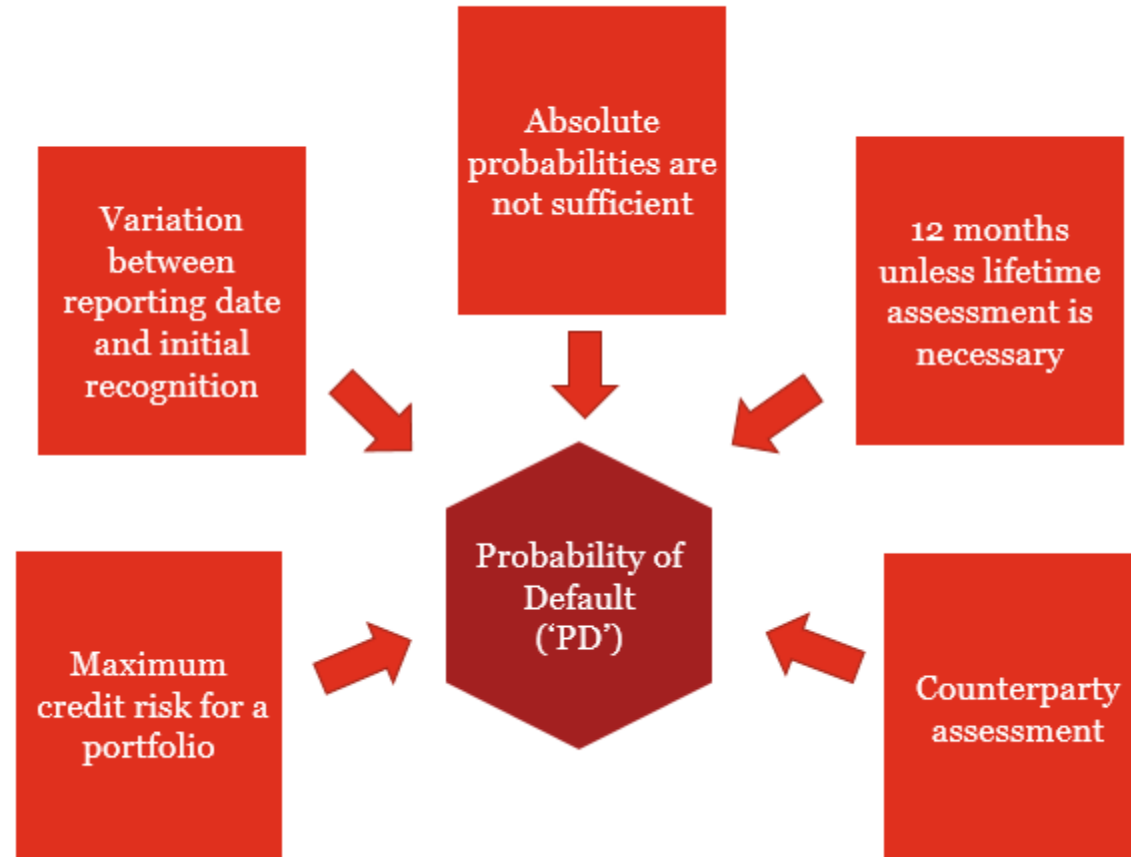 Absolute
probabilities are
not sufficient
Variation
between
reporting date
and initial
recognition
12 months
unless lifetime
assessment is
necessary
Probability of
Default
(‘PD’)
Maximum
credit risk for a
portfolio
Counterparty
assessment